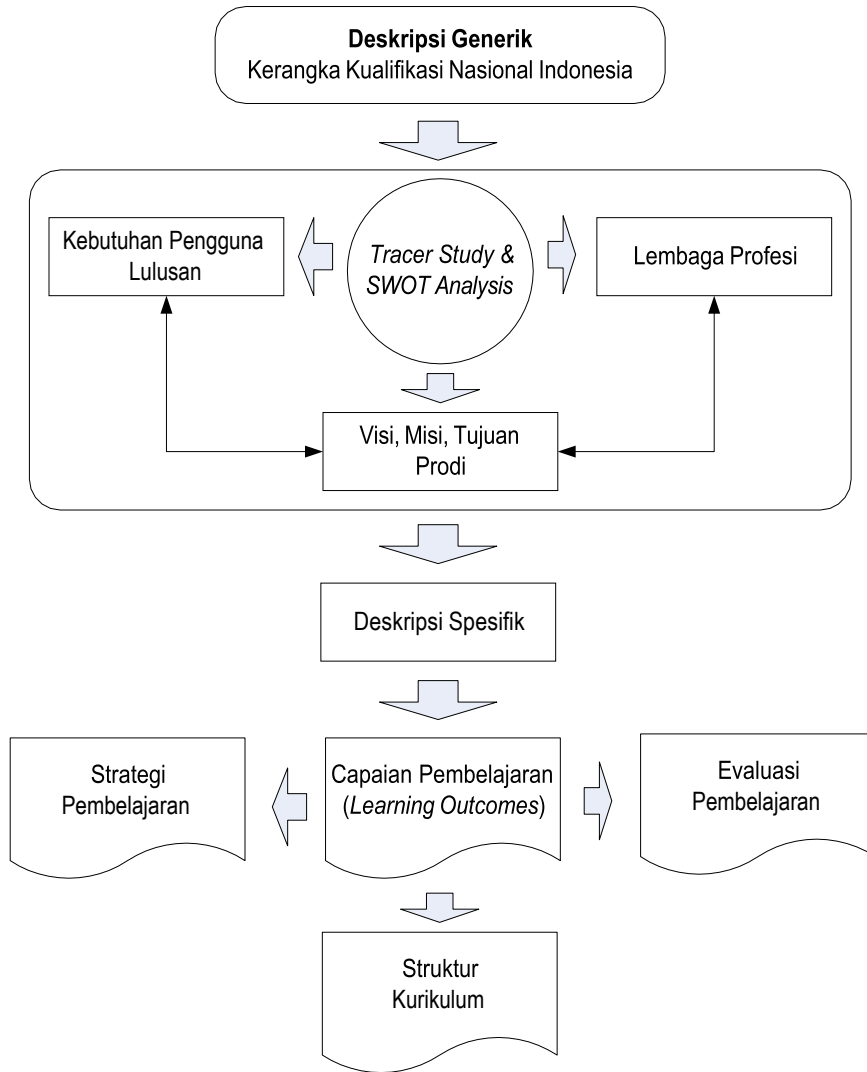 Deskripsi Generik
Kerangka Kualifikasi Nasional Indonesia
Kebutuhan Pengguna
Lulusan
Tracer Study &
SWOT Analysis
Lembaga Profesi
Visi, Misi, Tujuan
Prodi
Deskripsi Spesifik
Strategi
Pembelajaran
Capaian Pembelajaran
(Learning Outcomes)
Evaluasi
Pembelajaran
Struktur
Kurikulum